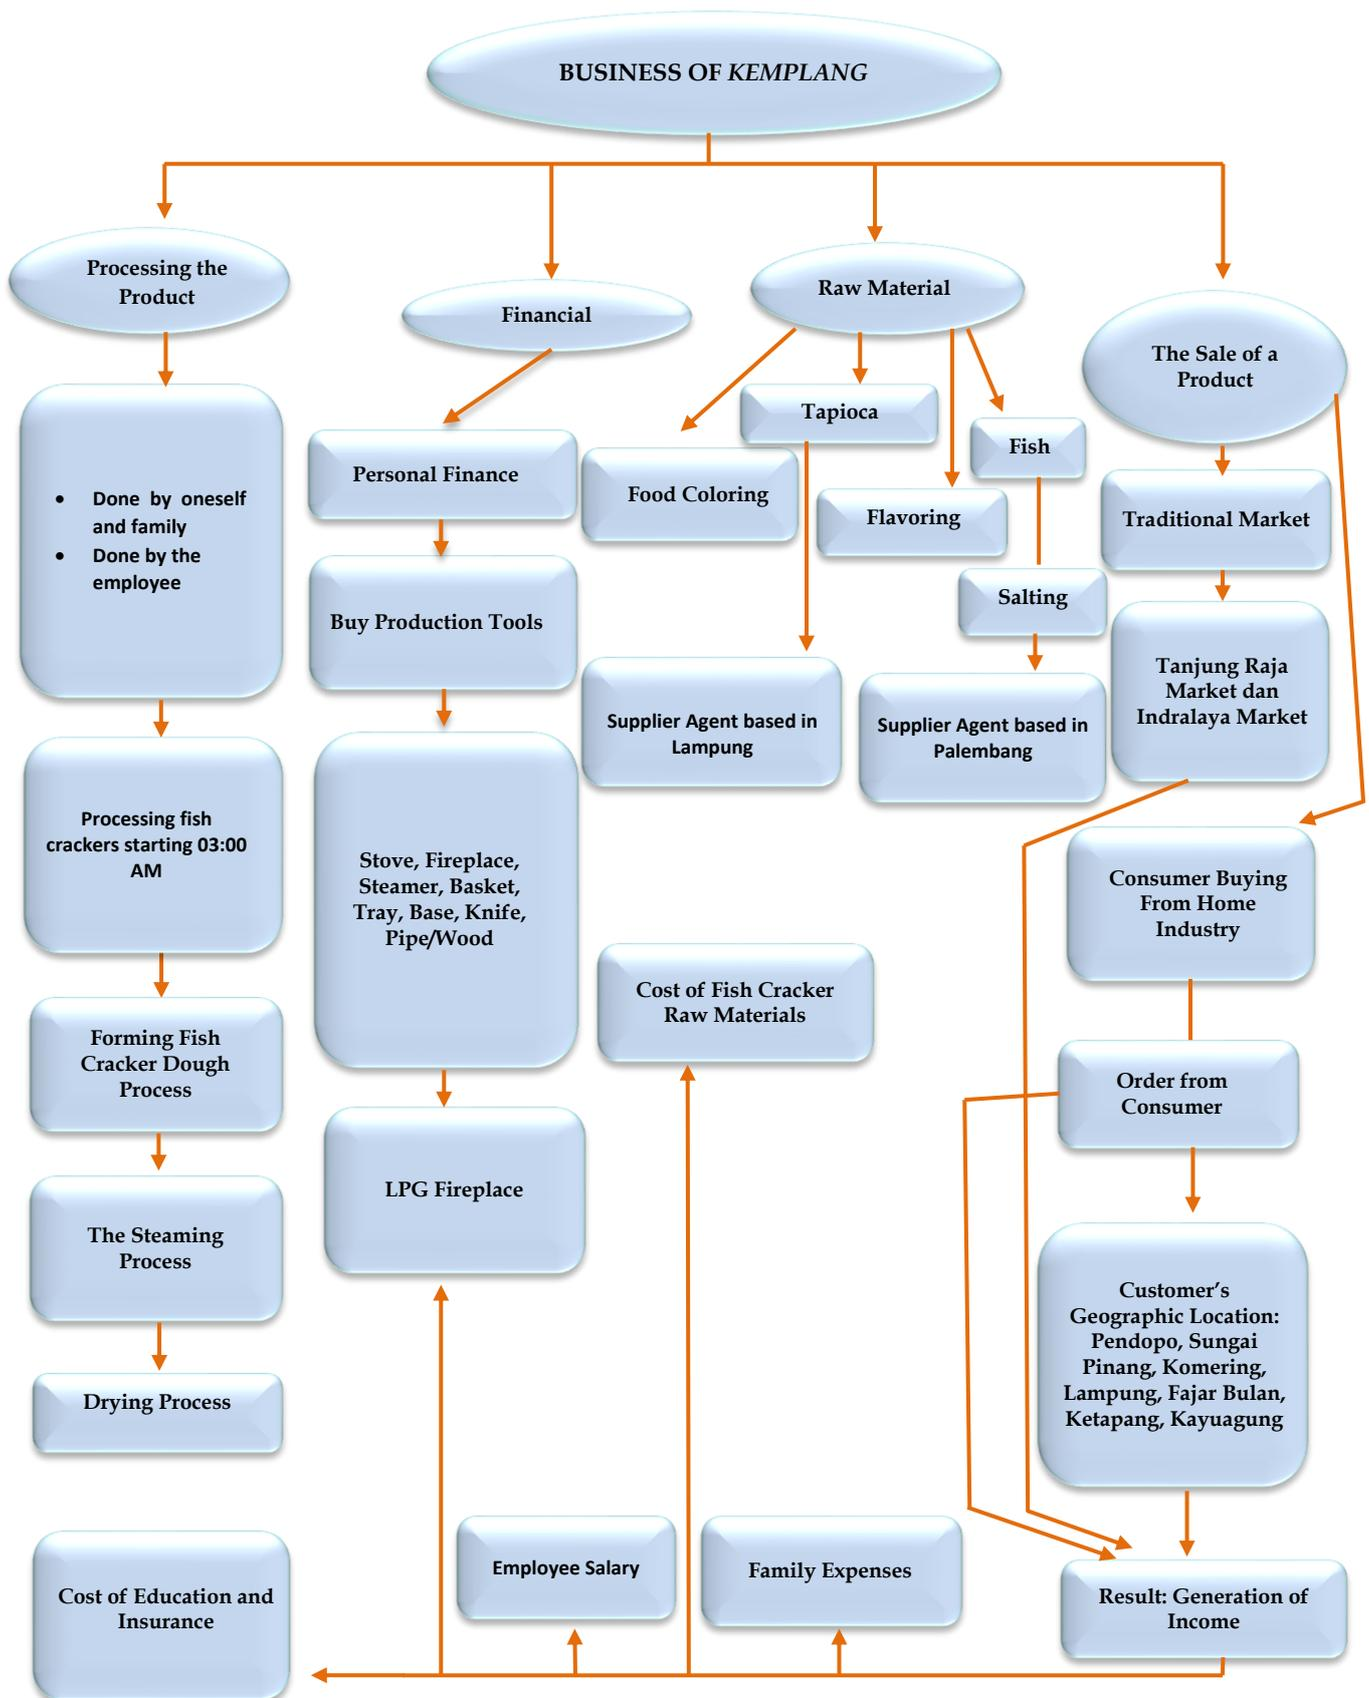 BUSINESS OF KEMPLANG
Processing the
Product
Financial
Raw Material
The Sale of a
Product
Done by oneself
and family
Done by the
employee
Personal Finance
Food Coloring
Tapioca
Flavoring
Fish
Traditional Market
Buy Production Tools
Salting
Supplier Agent based in
Lampung
Supplier Agent based in
Palembang
Tanjung Raja
Market dan
Indralaya Market
Processing fish
crackers starting 03:00
AM
Stove, Fireplace,
Steamer, Basket,
Tray, Base, Knife,
Pipe/Wood
Consumer Buying
From Home
Industry
Cost of Fish Cracker
Raw Materials
Forming Fish
Cracker Dough
Process
Order from
Consumer
LPG Fireplace
The Steaming
Process
Customer’s
Geographic Location:
Pendopo, Sungai
Pinang, Komering,
Lampung, Fajar Bulan,
Ketapang, Kayuagung
Drying Process
Cost of Education and
Insurance
Employee Salary
Family Expenses
Result: Generation of
Income